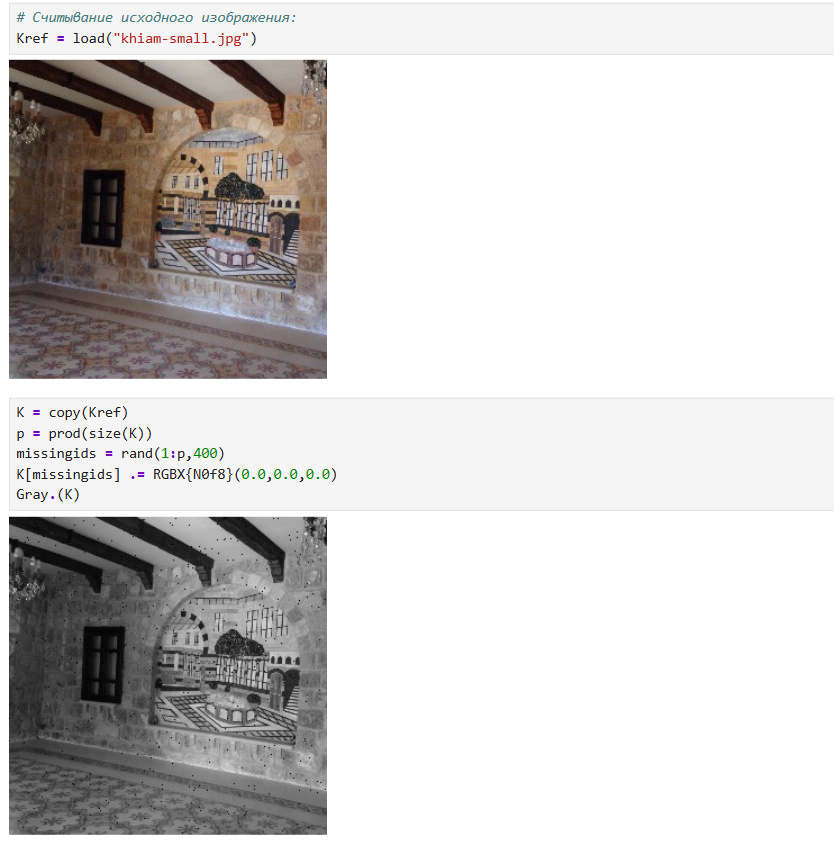 # Считывание исходного изображения:
Kref = load("khiam-small.jpg")
K = copy(Kref)
p = prod(size(K))
missingids = rand(1:p,400)
K[missingids] .= RGBX{N0f8}(0.0,0.0,0.0)
Gray.(K)